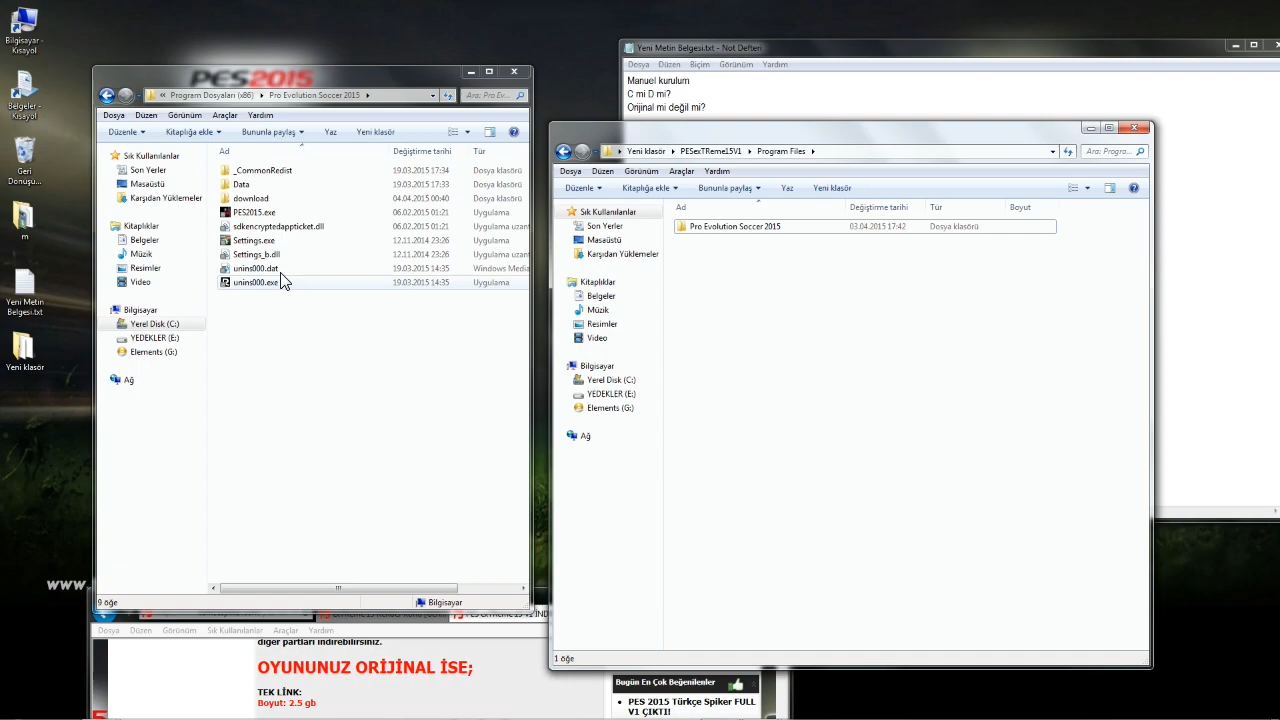 Bilgisayar -
Kısayol
Belgeler -
Kısayol
Geri
Dönüşü...
m
Yeni Metin
Belgesi.txt
Yeni klasör
PES2015
Program Dosyaları (x86) Pro Evolution Soccer 2015
Ara: Pro Ev...
Dosya Düzen Görünüm Araçlar Yardım
Düzenle Kitaplığa ekle Bununla paylaş Yaz Yeni klasör
Ad Değiştirme tarihi Tür
Sık Kullanılanlar
Son Yerler
Masaüstü
Karşıdan Yüklemeler
Kitaplıklar
Belgeler
Müzik
Resimler
Video
Bilgisayar
Yerel Disk (C:)
YEDEKLER (E:)
Elements (G:)
Ağ
_CommonRedist 19.03.2015 17:34 Dosya klasörü
Data 19.03.2015 17:33 Dosya klasörü
download 04.04.2015 00:40 Dosya klasörü
PES2015.exe 06.02.2015 01:21 Uygulama
sdkencryptedappticket.dll 06.02.2015 01:21 Uygulama uzant
Settings.exe 12.11.2014 23:26 Uygulama
Settings_b.dll 12.11.2014 23:26 Uygulama uzant
unins000.dat 19.03.2015 14:35 Windows Media
unins000.exe 19.03.2015 14:35 Uygulama
9 öğe
Bilgisayar
Yeni Metin Belgesi.txt - Not Defteri
Dosya Düzen Biçim Görünüm Yardım
Manuel kurulum
C mi D mi?
Orijinal mi değil mi?
Yeni klasör PESexTReme15V1 Program Files
Ara: Progra...
Dosya Düzen Görünüm Araçlar Yardım
Düzenle Kitaplığa ekle Bununla paylaş Yaz Yeni klasör
Ad Değiştirme tarihi Tür Boyut
Pro Evolution Soccer 2015 03.04.2015 17:42 Dosya klasörü
Sık Kullanılanlar
Son Yerler
Masaüstü
Karşıdan Yüklemeler
Kitaplıklar
Belgeler
Müzik
Resimler
Video
Bilgisayar
Yerel Disk (C:)
YEDEKLER (E:)
Elements (G:)
Ağ
1 öğe
www.
Dosya Düzen Görünüm Sık Kullanılanlar Araçlar Yardım
diğer partları indirebilirsiniz.
OYUNUNUZ ORİJİNAL İSE;
TEK LİNK:
Boyut: 2.5 gb
Bugün En Çok Beğenilenler
PES 2015 Türkçe Spiker FULL
V1 ÇIKTI!